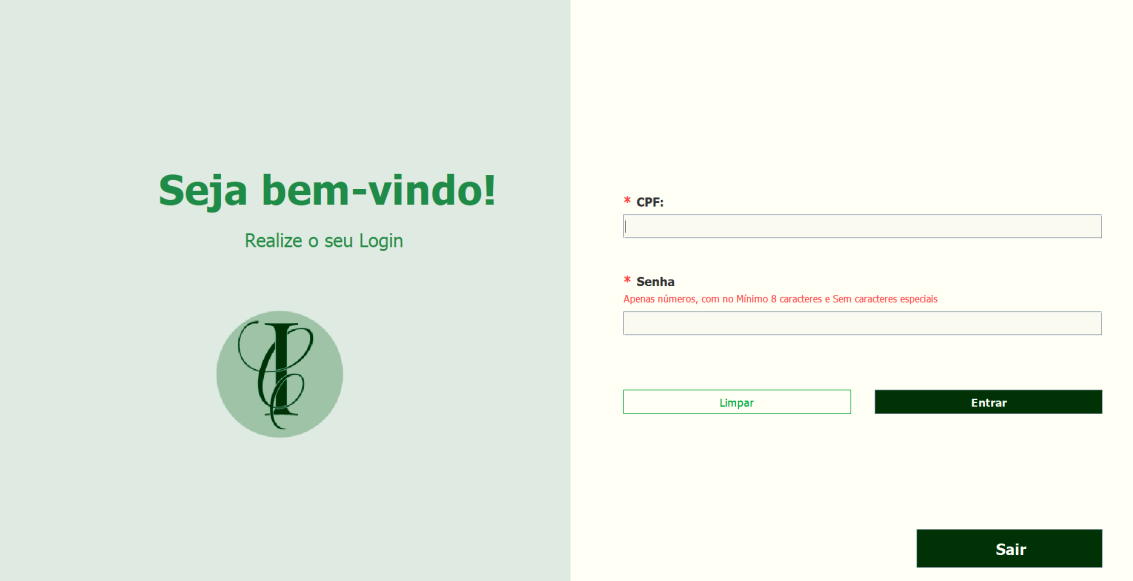 Seja bem-vindo!
Realize o seu Login
* CPF:
* Senha
Apenas números, com no Mínimo 8 caracteres e Sem caracteres especiais
Limpar
Entrar
Sair